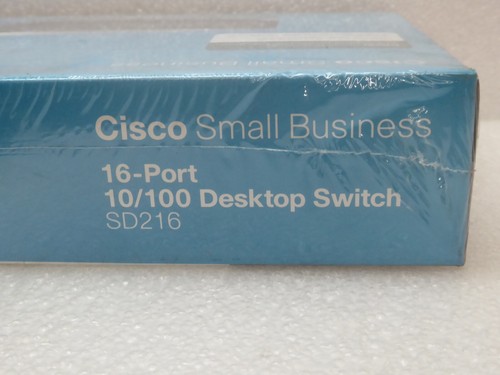 Cisco Small Business
16-Port
10/100 Desktop Switch
SD216